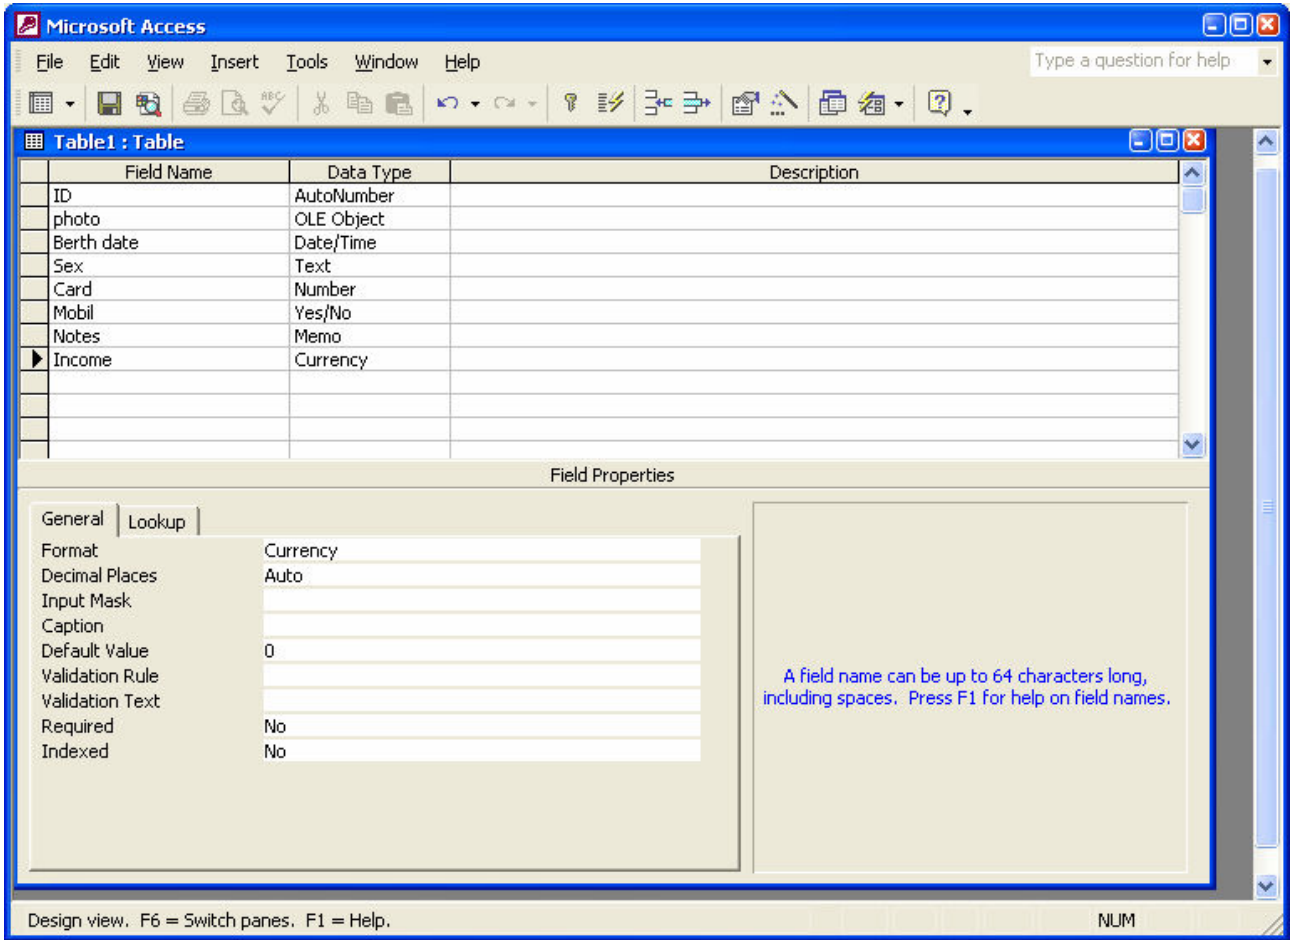 Microsoft Access
File Edit View Insert Tools Window Help Type a question for help
ABC
Table1 : Table
Field Name Data Type Description
ID AutoNumber
photo OLE Object
Berth date Date/Time
Sex Text
Card Number
Mobil Yes/No
Notes Memo
Income Currency
Field Properties
General Lookup
Format Currency
Decimal Places Auto
Input Mask
Caption
Default Value 0
Validation Rule
Validation Text
Required No
Indexed No
A field name can be up to 64 characters long,
including spaces. Press F1 for help on field names.
Design view. F6 = Switch panes. F1 = Help. NUM